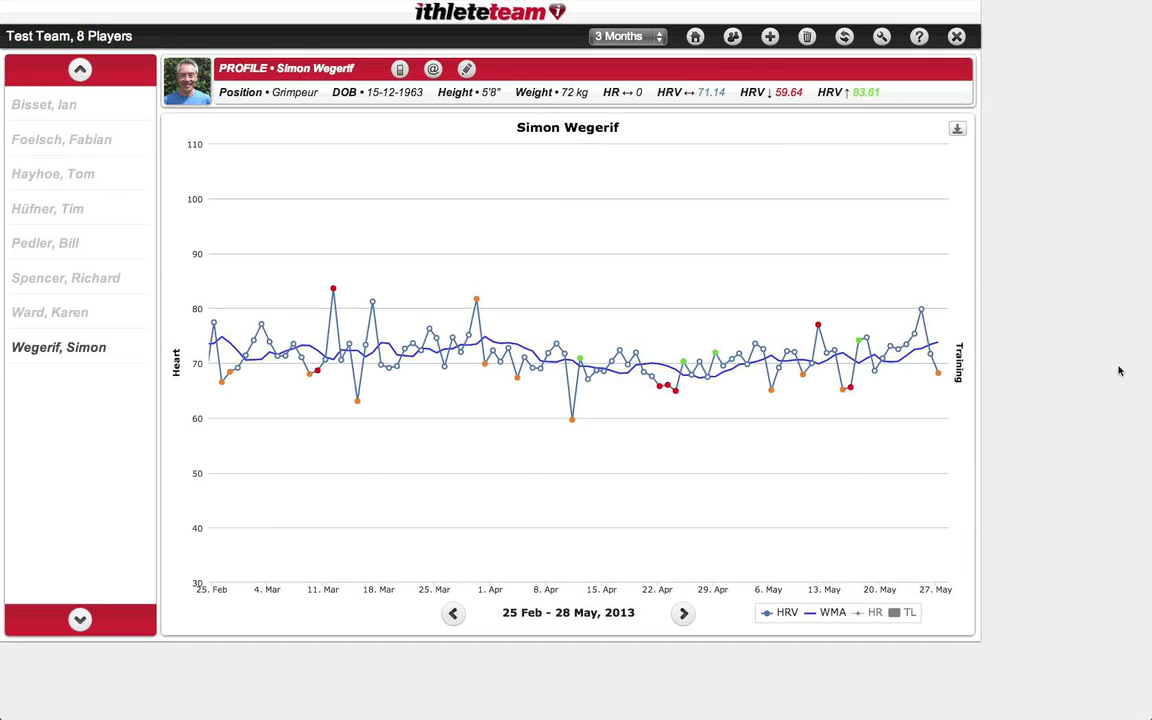 ithleteteam i
Test Team, 8 Players
3 Months
?
Bisset, Ian
Foelsch, Fabian
Hayhoe, Tom
Hüfner, Tim
Pedler, Bill
Spencer, Richard
Ward, Karen
Wegerif, Simon
PROFILE • Simon Wegerif
@
Position • Grimpeur DOB • 15-12-1963 Height • 5'8" Weight • 72 kg HR ↔ 0 HRV ↔ 71.14 HRV ↓ 59.64 HRV ↑ 83.61
Simon Wegerif
110
100
90
80
70
60
50
40
30
Heart
Training
25. Feb 4. Mar 11. Mar 18. Mar 25. Mar 1. Apr 8. Apr 15. Apr 22. Apr 29. Apr 6. May 13. May 20. May 27. May
25 Feb - 28 May, 2013
HRV WMA HR TL